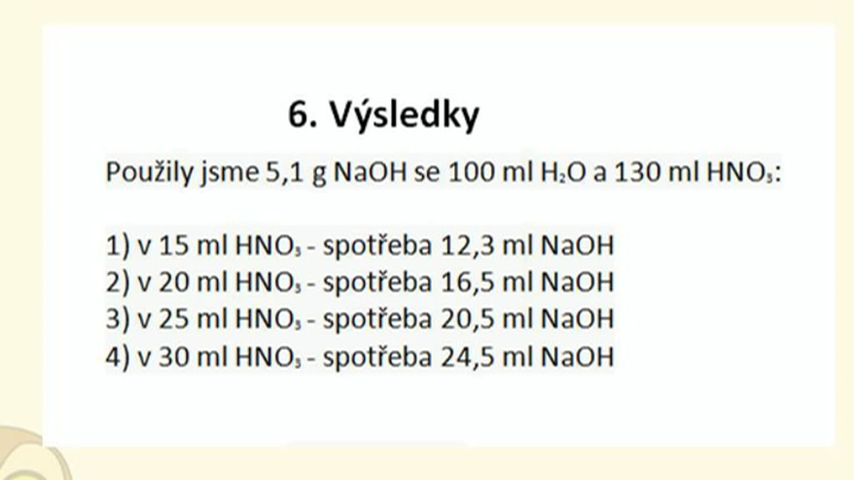 6. Výsledky
Použily jsme 5,1 g NaOH se 100 ml H₂O a 130 ml HNO₃:
1) v 15 ml HNO₃ - spotřeba 12,3 ml NaOH
2) v 20 ml HNO₃ - spotřeba 16,5 ml NaOH
3) v 25 ml HNO₃ - spotřeba 20,5 ml NaOH
4) v 30 ml HNO₃ - spotřeba 24,5 ml NaOH